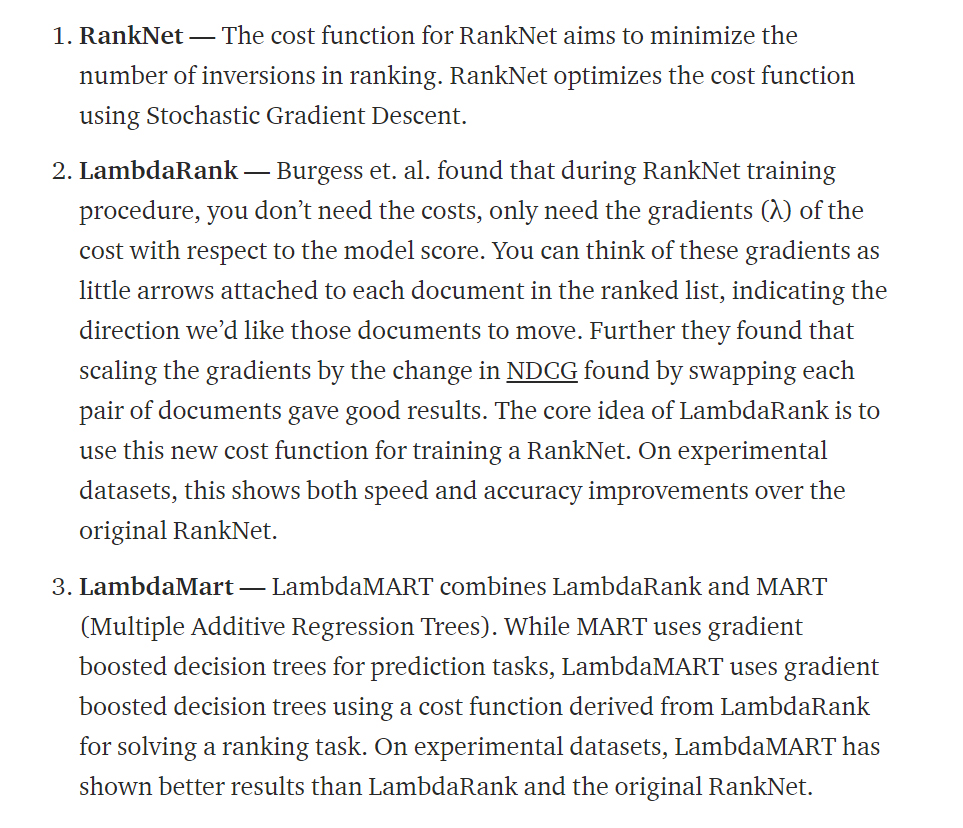 1. RankNet — The cost function for RankNet aims to minimize the
number of inversions in ranking. RankNet optimizes the cost function
using Stochastic Gradient Descent.
2. LambdaRank — Burgess et. al. found that during RankNet training
procedure, you don’t need the costs, only need the gradients (λ) of the
cost with respect to the model score. You can think of these gradients as
little arrows attached to each document in the ranked list, indicating the
direction we’d like those documents to move. Further they found that
scaling the gradients by the change in NDCG found by swapping each
pair of documents gave good results. The core idea of LambdaRank is to
use this new cost function for training a RankNet. On experimental
datasets, this shows both speed and accuracy improvements over the
original RankNet.
3. LambdaMart — LambdaMART combines LambdaRank and MART
(Multiple Additive Regression Trees). While MART uses gradient
boosted decision trees for prediction tasks, LambdaMART uses gradient
boosted decision trees using a cost function derived from LambdaRank
for solving a ranking task. On experimental datasets, LambdaMART has
shown better results than LambdaRank and the original RankNet.